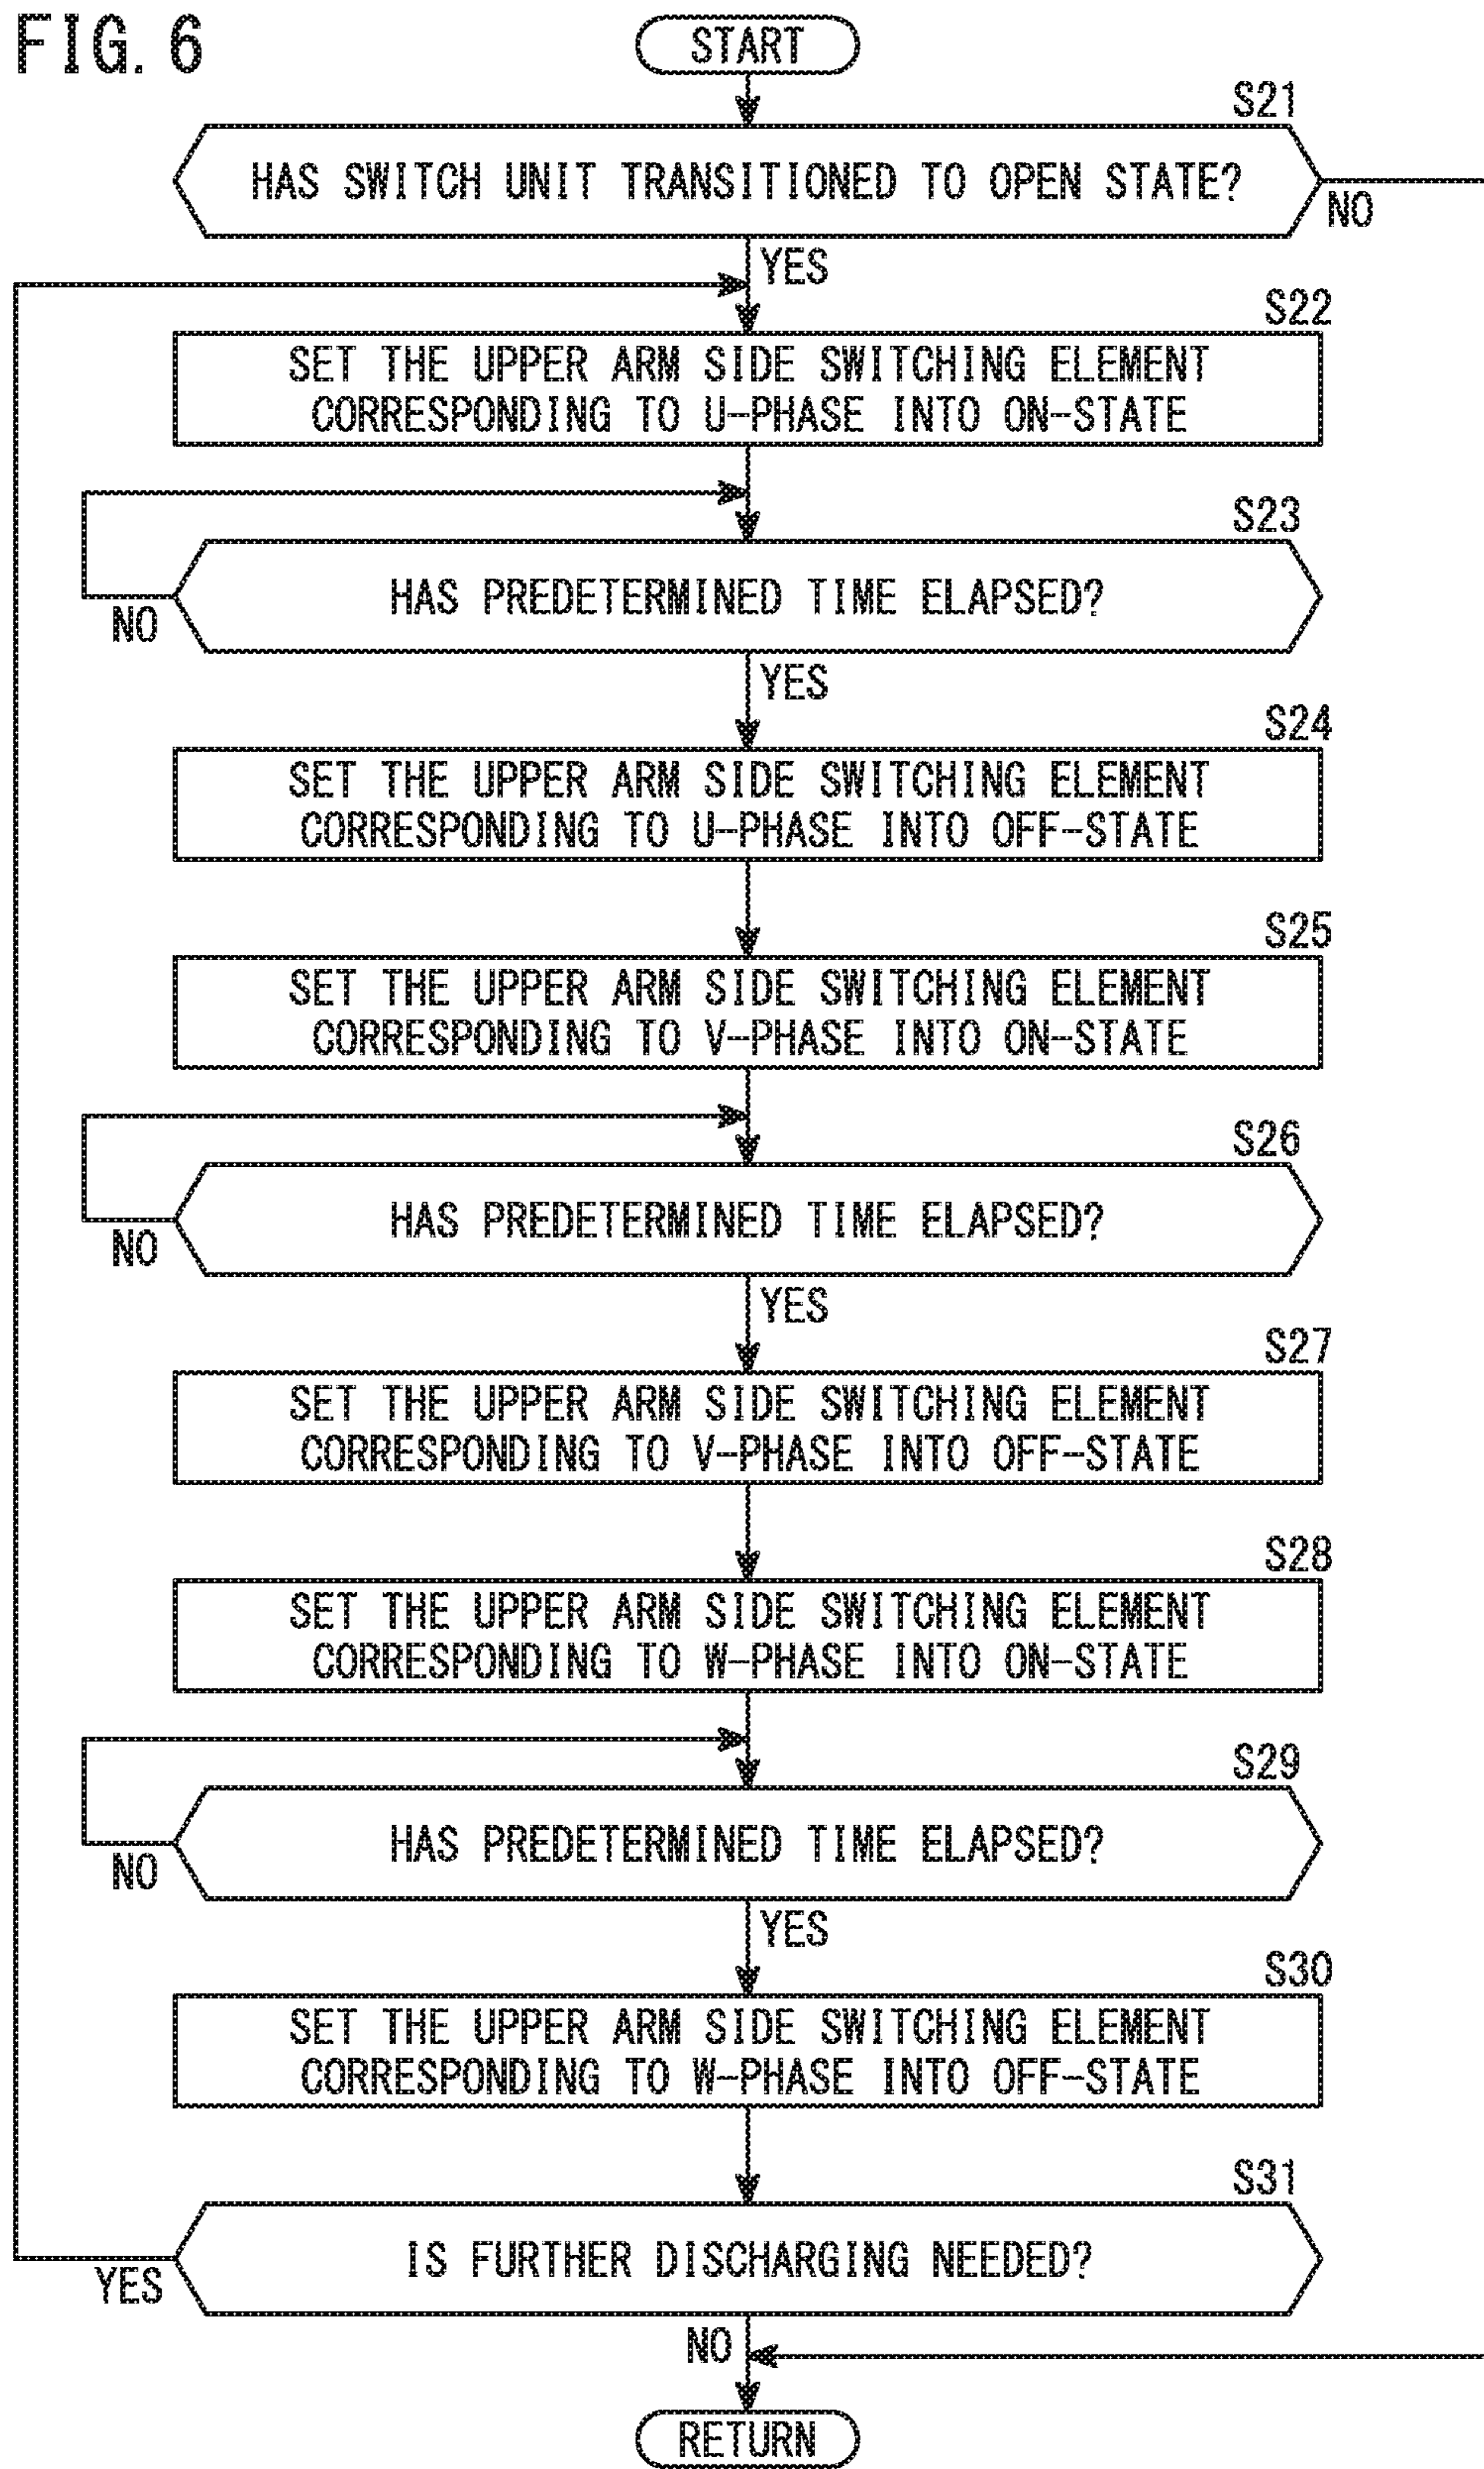 FIG. 6
START
S21
HAS SWITCH UNIT TRANSITIONED TO OPEN STATE?
NO
YES
S22
SET THE UPPER ARM SIDE SWITCHING ELEMENT
CORRESPONDING TO U-PHASE INTO ON-STATE
S23
HAS PREDETERMINED TIME ELAPSED?
NO
YES
S24
SET THE UPPER ARM SIDE SWITCHING ELEMENT
CORRESPONDING TO U-PHASE INTO OFF-STATE
S25
SET THE UPPER ARM SIDE SWITCHING ELEMENT
CORRESPONDING TO V-PHASE INTO ON-STATE
S26
HAS PREDETERMINED TIME ELAPSED?
NO
YES
S27
SET THE UPPER ARM SIDE SWITCHING ELEMENT
CORRESPONDING TO V-PHASE INTO OFF-STATE
S28
SET THE UPPER ARM SIDE SWITCHING ELEMENT
CORRESPONDING TO W-PHASE INTO ON-STATE
S29
HAS PREDETERMINED TIME ELAPSED?
NO
YES
S30
SET THE UPPER ARM SIDE SWITCHING ELEMENT
CORRESPONDING TO W-PHASE INTO OFF-STATE
S31
IS FURTHER DISCHARGING NEEDED?
YES
NO
RETURN